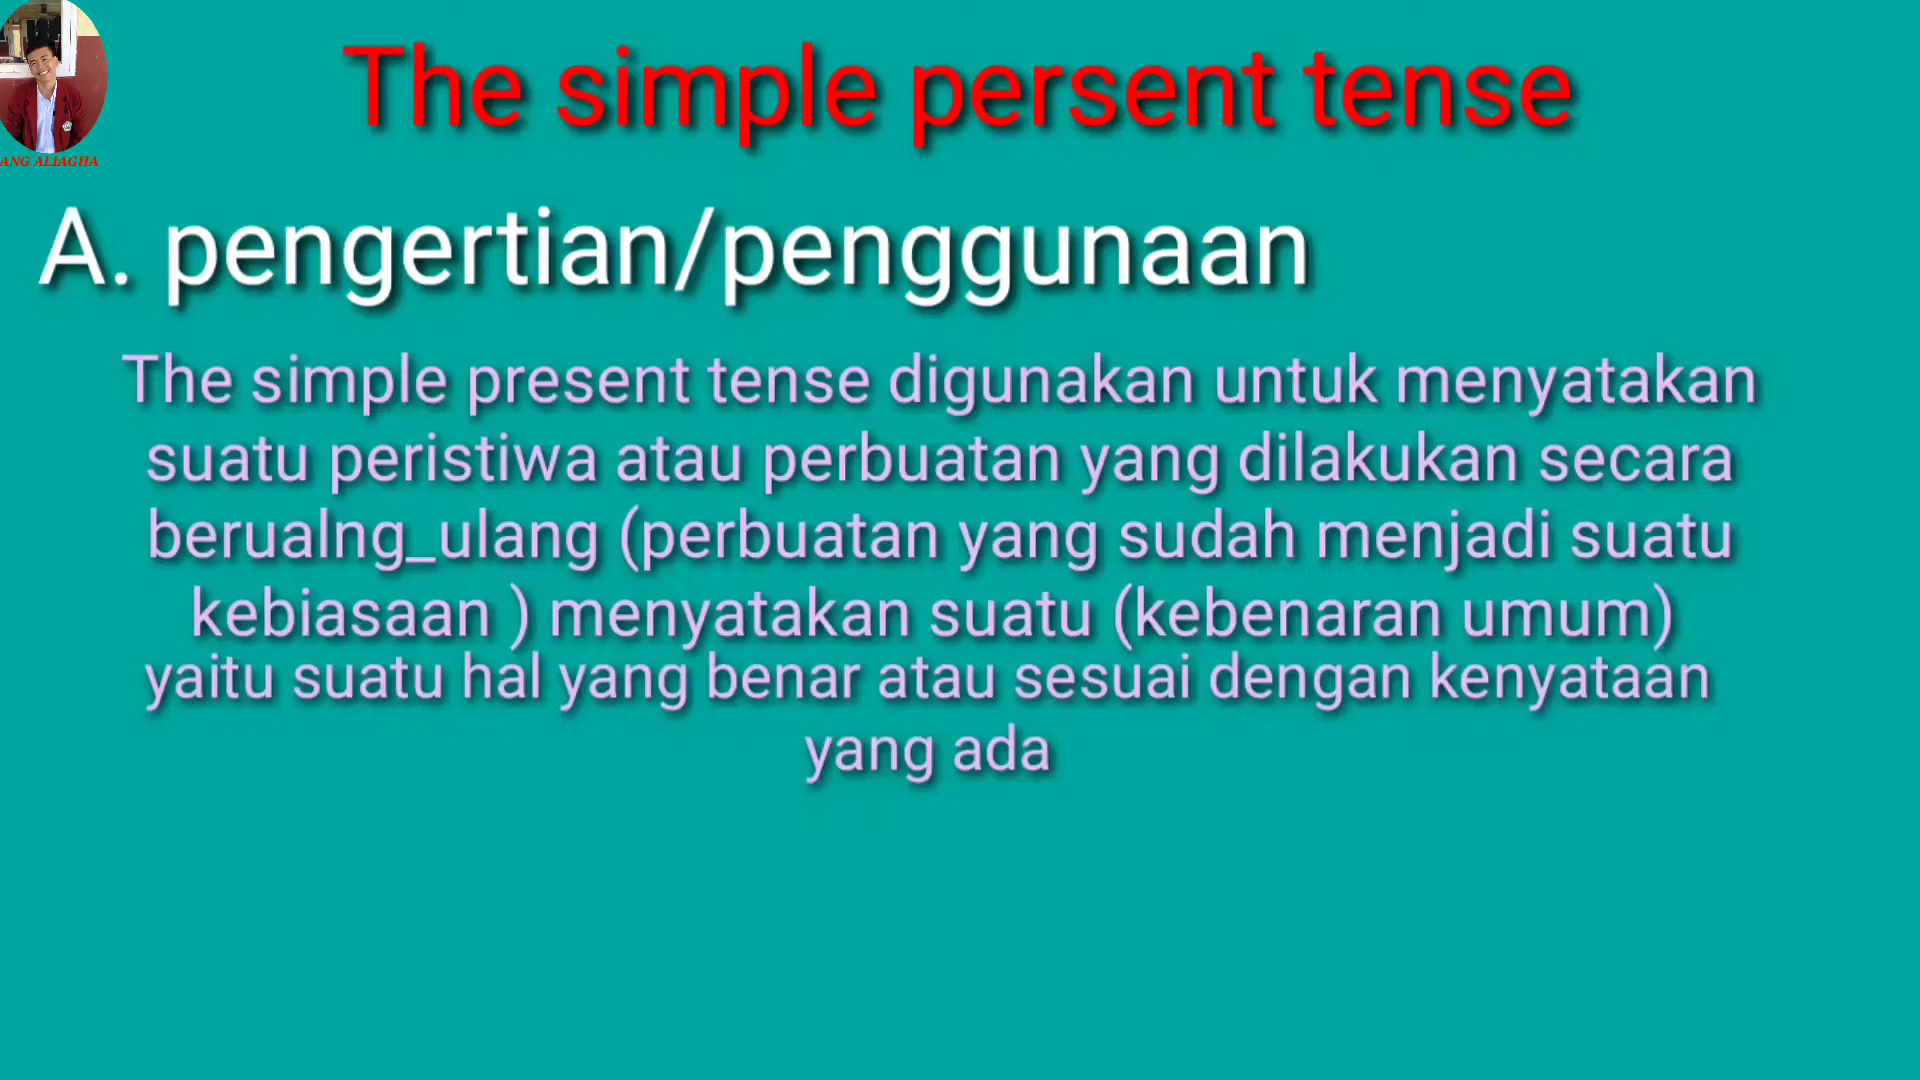 The simple persent tense
ANG ALIAGHA
A. pengertian/penggunaan
The simple present tense digunakan untuk menyatakan
suatu peristiwa atau perbuatan yang dilakukan secara
berualng_ulang (perbuatan yang sudah menjadi suatu
kebiasaan ) menyatakan suatu (kebenaran umum)
yaitu suatu hal yang benar atau sesuai dengan kenyataan
yang ada